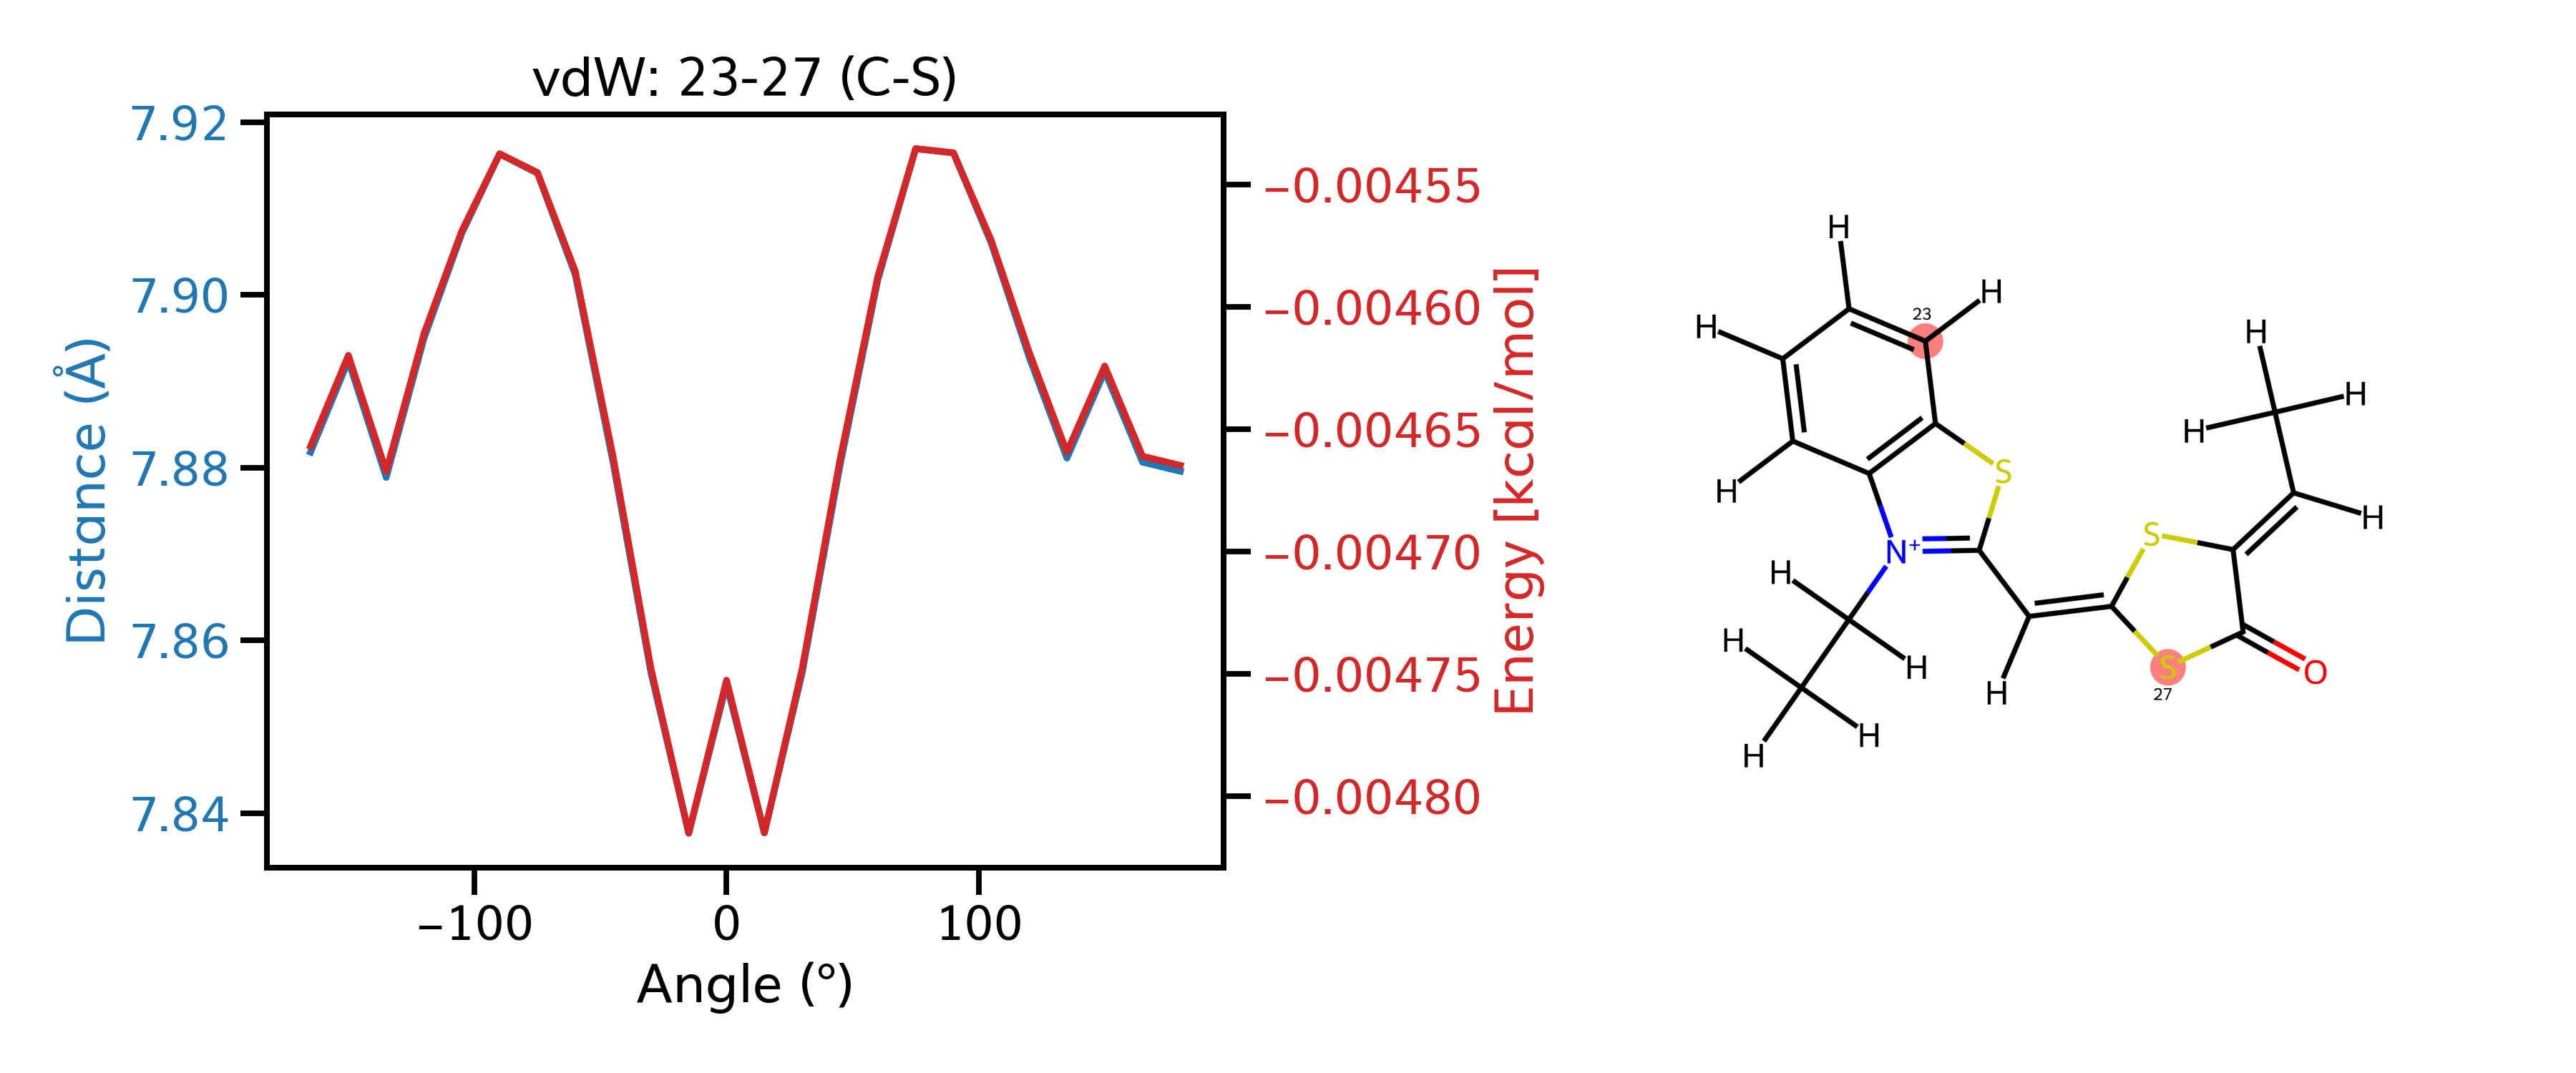 vdW: 23-27 (C-S)
7.92
7.90
7.88
7.86
7.84
Distance (Å)
−0.00455
−0.00460
−0.00465
−0.00470
−0.00475
−0.00480
Energy [kcal/mol]
−100
0
100
Angle (°)
H
H
23
H
H
H
H
S
H
H
H
S
N+
H
H
H
S
27
H
O
H
H